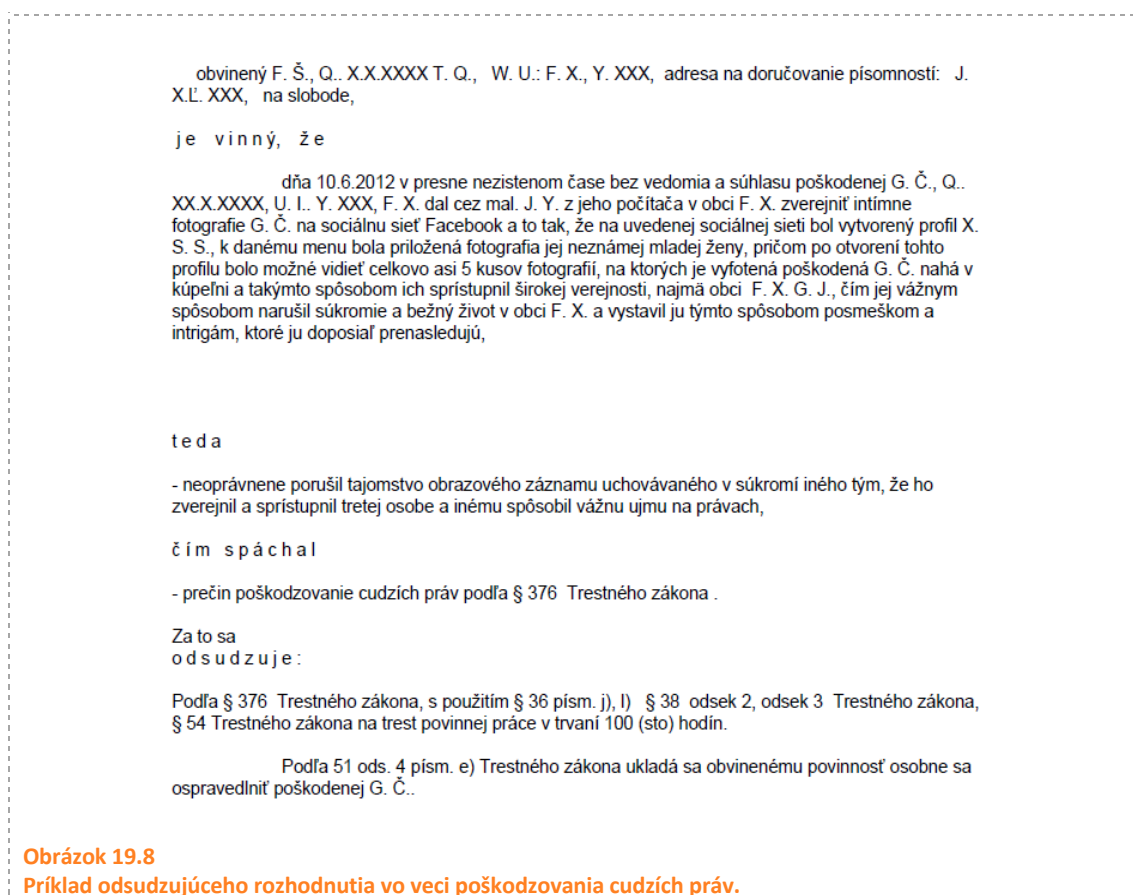 obvinený F. Š., Q.. X.X.XXXX T. Q., W. U.: F. X., Y. XXX, adresa na doručovanie písomností: J.
X.Ľ. XXX, na slobode,
j e v i n n ý, ž e
dňa 10.6.2012 v presne nezistenom čase bez vedomia a súhlasu poškodenej G. Č., Q..
XX.X.XXXX, U. I.. Y. XXX, F. X. dal cez mal. J. Y. z jeho počítača v obci F. X. zverejniť intímne
fotografie G. Č. na sociálnu sieť Facebook a to tak, že na uvedenej sociálnej sieti bol vytvorený profil X.
S. S., k danému menu bola priložená fotografia jej neznámej mladej ženy, pričom po otvorení tohto
profilu bolo možné vidieť celkovo asi 5 kusov fotografií, na ktorých je vyfotená poškodená G. Č. nahá v
kúpeľni a takýmto spôsobom ich sprístupnil širokej verejnosti, najmä obci F. X. G. J., čím jej vážnym
spôsobom narušil súkromie a bežný život v obci F. X. a vystavil ju týmto spôsobom posmeškom a
intrigám, ktoré ju doposiaľ prenasledujú,
t e d a
- neoprávnene porušil tajomstvo obrazového záznamu uchovávaného v súkromí iného tým, že ho
zverejnil a sprístupnil tretej osobe a inému spôsobil vážnu ujmu na právach,
č í m s p á c h a l
- prečin poškodzovanie cudzích práv podľa § 376 Trestného zákona .
Za to sa
o d s u d z u j e :
Podľa § 376 Trestného zákona, s použitím § 36 písm. j), l) § 38 odsek 2, odsek 3 Trestného zákona,
§ 54 Trestného zákona na trest povinnej práce v trvaní 100 (sto) hodín.
Podľa 51 ods. 4 písm. e) Trestného zákona ukladá sa obvinenému povinnosť osobne sa
ospravedlniť poškodenej G. Č..
Obrázok 19.8
Príklad odsudzujúceho rozhodnutia vo veci poškodzovania cudzích práv.